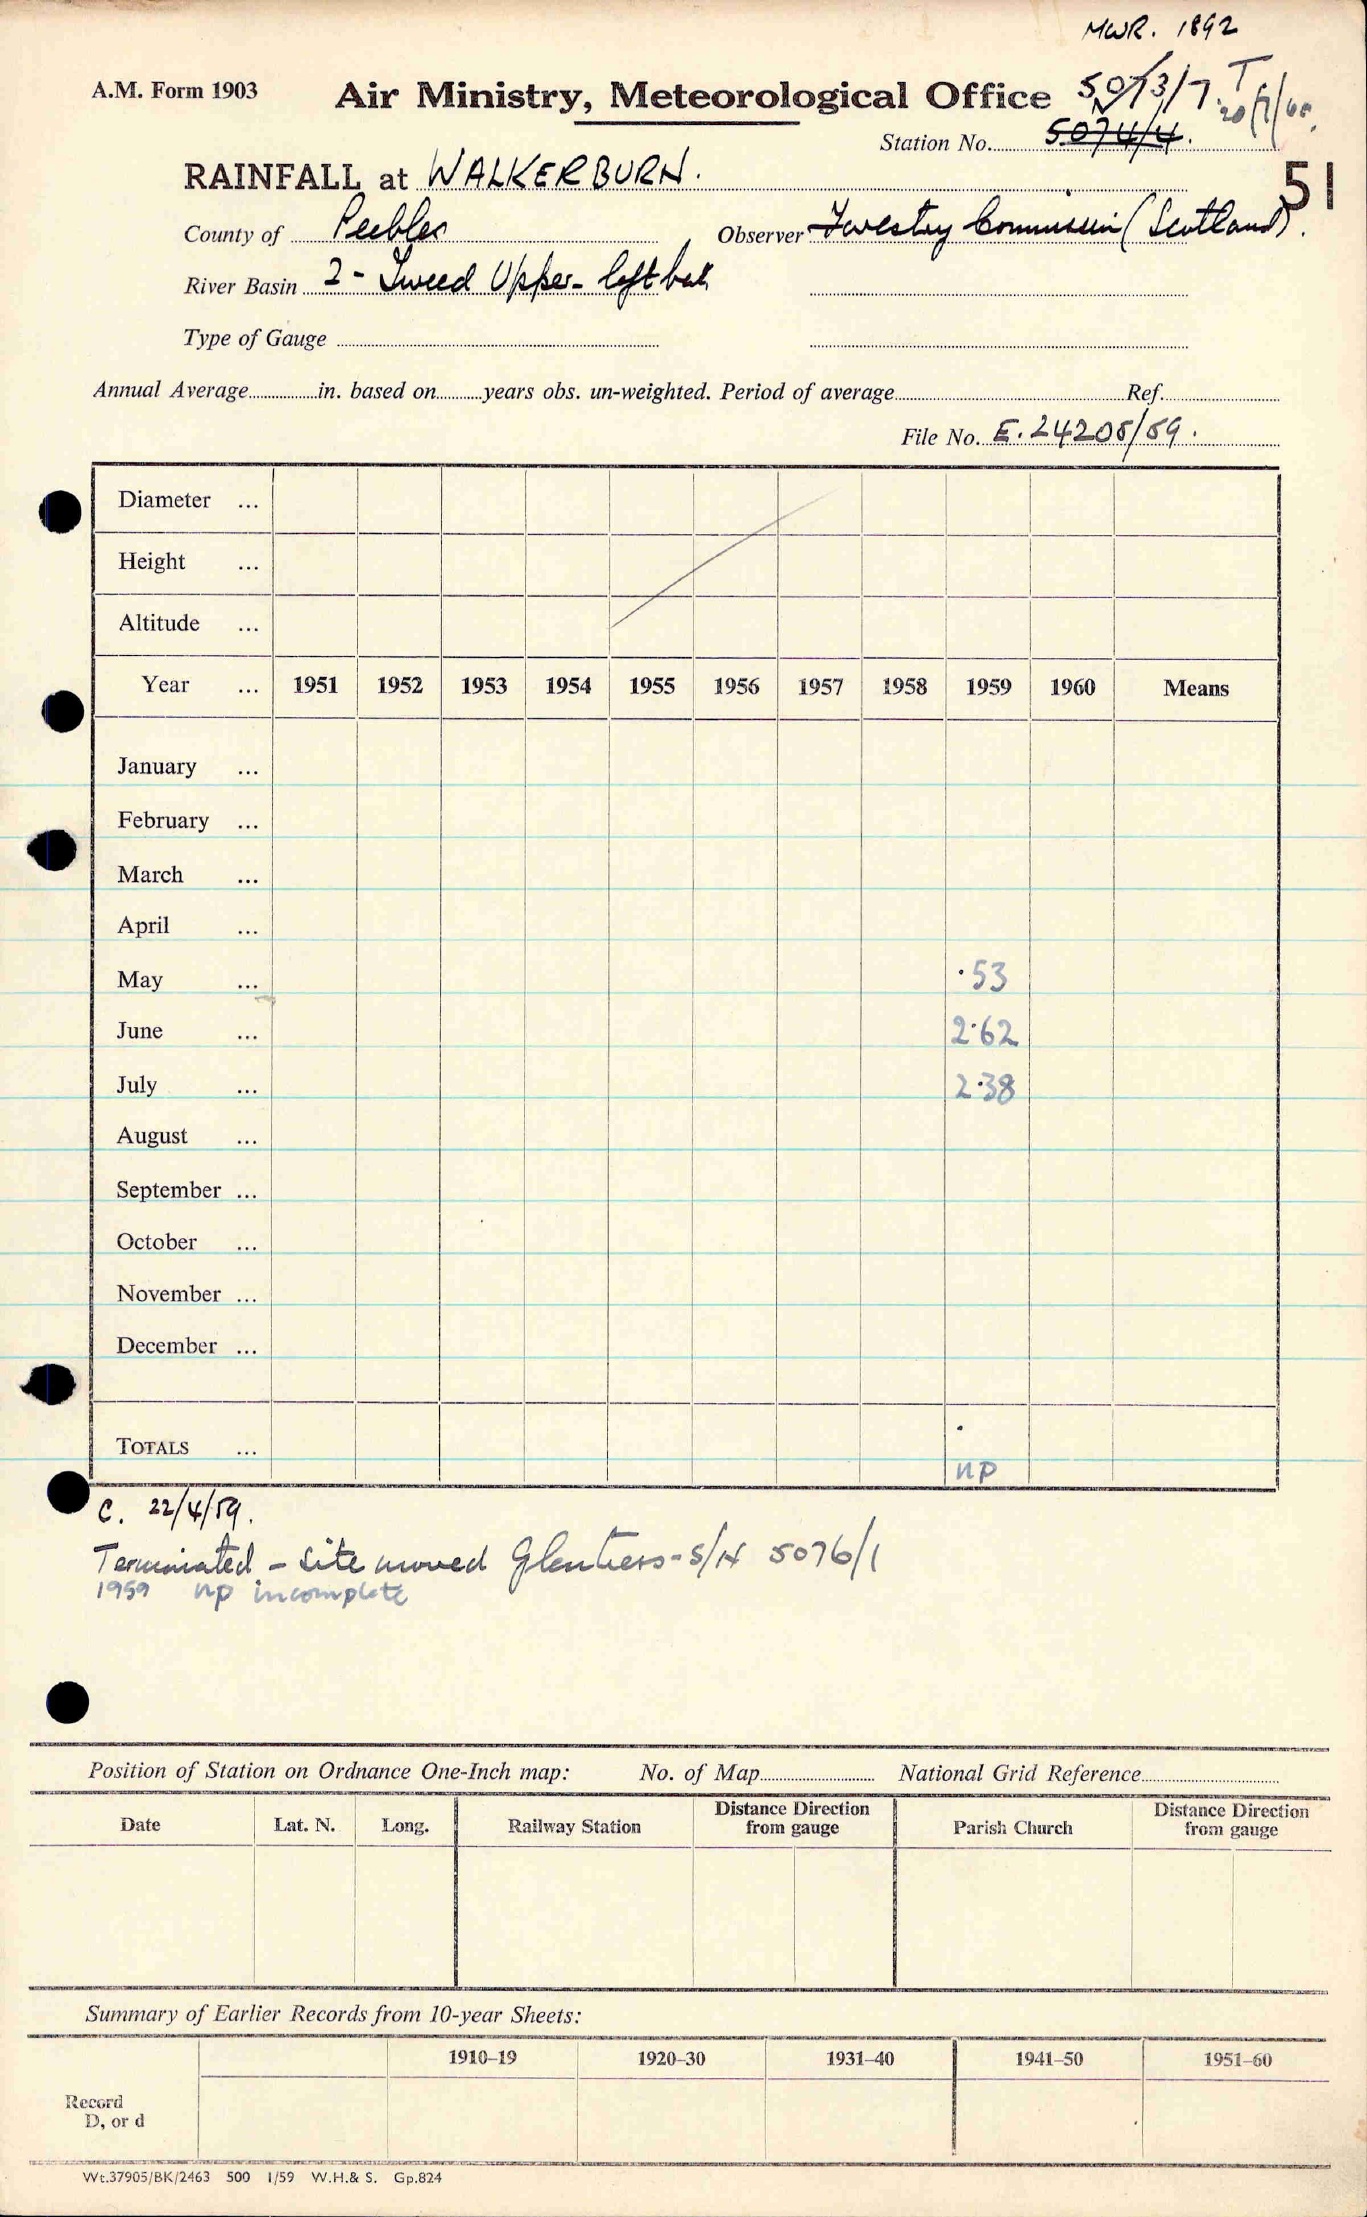 MWR. 1892
A.M. Form 1903 Air Ministry, Meteorological Office 5073/7 T
Station No. 5074/4. 20/7/60.
RAINFALL at WALKERBURN. 51
County of Peebles Observer Forestry Commission (Scotland).
River Basin 2 - Tweed Upper - left bank
Type of Gauge
Annual Average in. based on years obs. un-weighted. Period of average Ref.
File No. E.24205/59.
Diameter ...
Height ...
Altitude ...
Year ... 1951 1952 1953 1954 1955 1956 1957 1958 1959 1960 Means
January ...
February ...
March ...
April ...
May ... ·53
June ... 2·62
July ... 2·38
August ...
September ...
October ...
November ...
December ...
TOTALS ... .
np
C. 22/4/59.
Terminated - site moved Glentress - S/N 5076/1
1959 np incomplete
Position of Station on Ordnance One-Inch map: No. of Map National Grid Reference
Date Lat. N. Long. Railway Station Distance Direction from gauge Parish Church Distance Direction from gauge
Summary of Earlier Records from 10-year Sheets:
1910-19 1920-30 1931-40 1941-50 1951-60
Record
D, or d
Wt.37905/BK/2463 500 1/59 W.H.& S. Gp.824